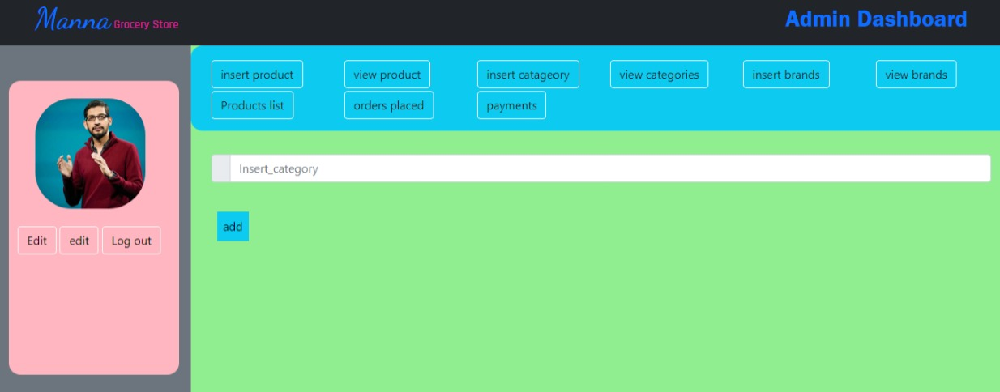 Manna Grocery Store
Admin Dashboard
insert product
view product
insert catageory
view categories
insert brands
view brands
Products list
orders placed
payments
Insert_category
add
Edit
edit
Log out